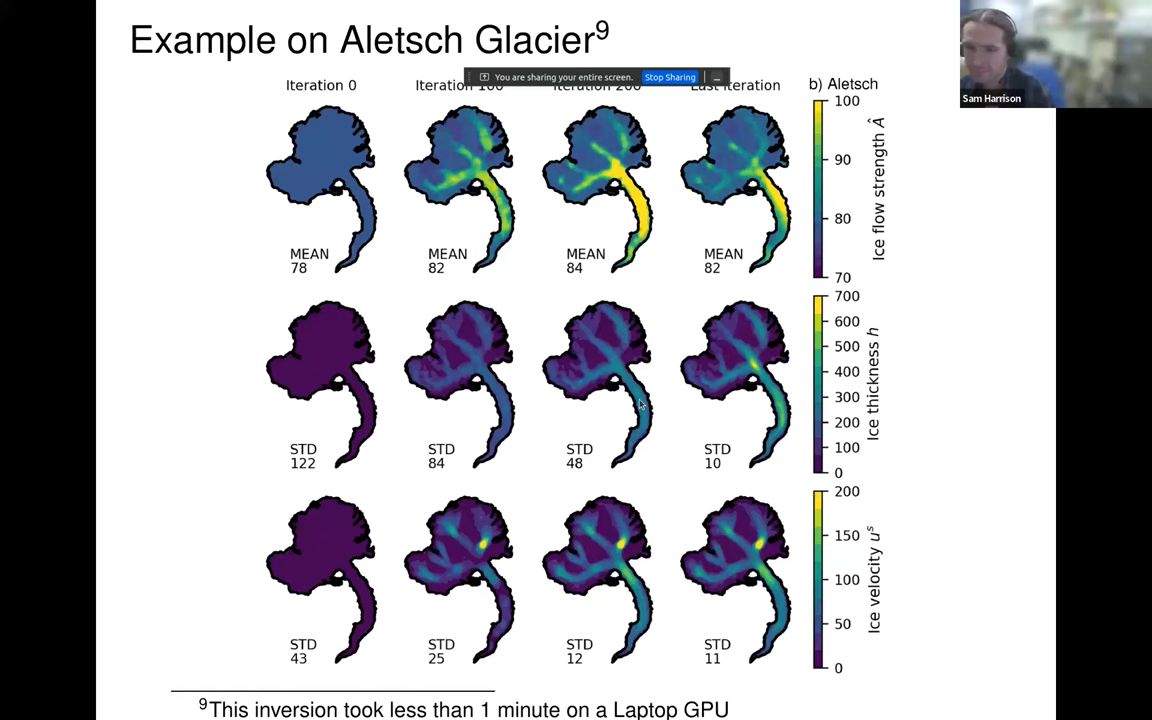 Example on Aletsch Glacier9
You are sharing your entire screen. Stop Sharing
Sam Harrison
Iteration 0 Iteration 100 Iteration 200 Last iteration b) Aletsch
100
90
80
70
Ice flow strength Â
MEAN MEAN MEAN MEAN
78 82 84 82
700
600
500
400
300
200
100
0
Ice thickness h
STD STD STD STD
122 84 48 10
200
150
100
50
0
Ice velocity us
STD STD STD STD
43 25 12 11
9This inversion took less than 1 minute on a Laptop GPU